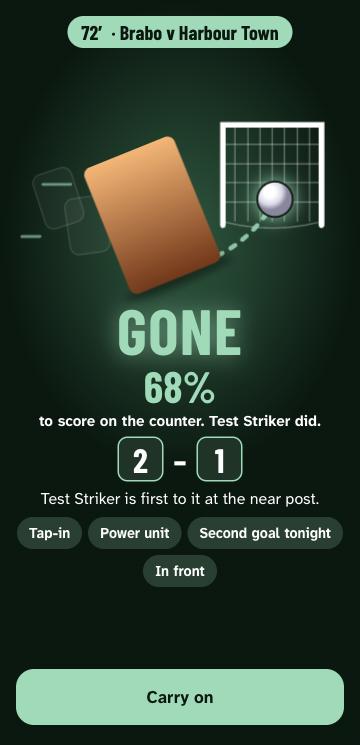 72’ · Brabo v Harbour Town
GONE
68%
to score on the counter. Test Striker did.
2 - 1
Test Striker is first to it at the near post.
Tap-in Power unit Second goal tonight
In front
Carry on